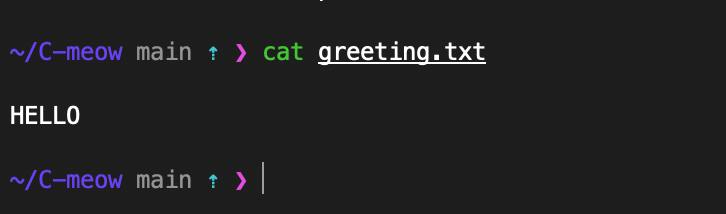 ~/C-meow main ⇡ ❯ cat greeting.txt
HELLO
~/C-meow main ⇡ ❯